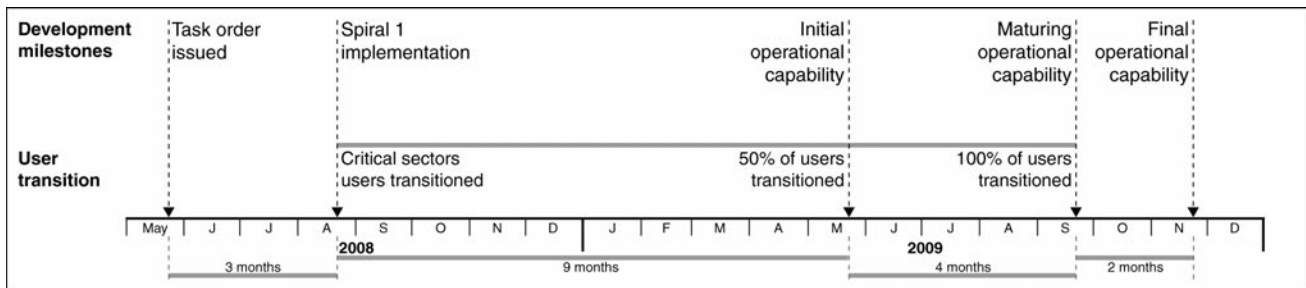 Development milestones
Task order issued
Spiral 1 implementation
Initial operational capability
Maturing operational capability
Final operational capability
User transition
Critical sectors users transitioned
50% of users transitioned
100% of users transitioned
May J J A S O N D J F M A M J J A S O N D
2008 2009
3 months 9 months 4 months 2 months